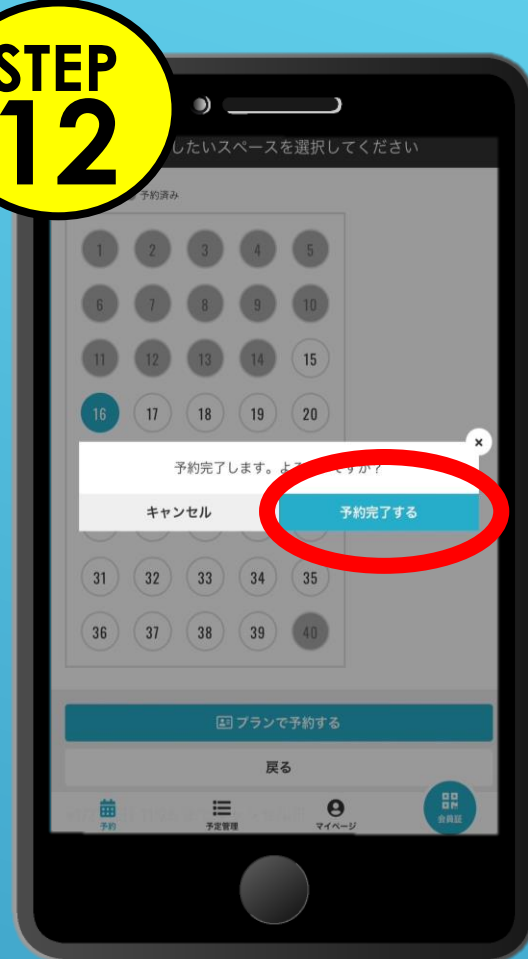 STEP
12
したいスペースを選択してください
予約済み
1 2 3 4 5
6 7 8 9 10
11 12 13 14 15
16 17 18 19 20
×
予約完了します。よ
ですか?
キャンセル 予約完了する
31 32 33 34 35
36 37 38 39 40
プランで予約する
戻る
予約 予定管理 マイページ 会員証